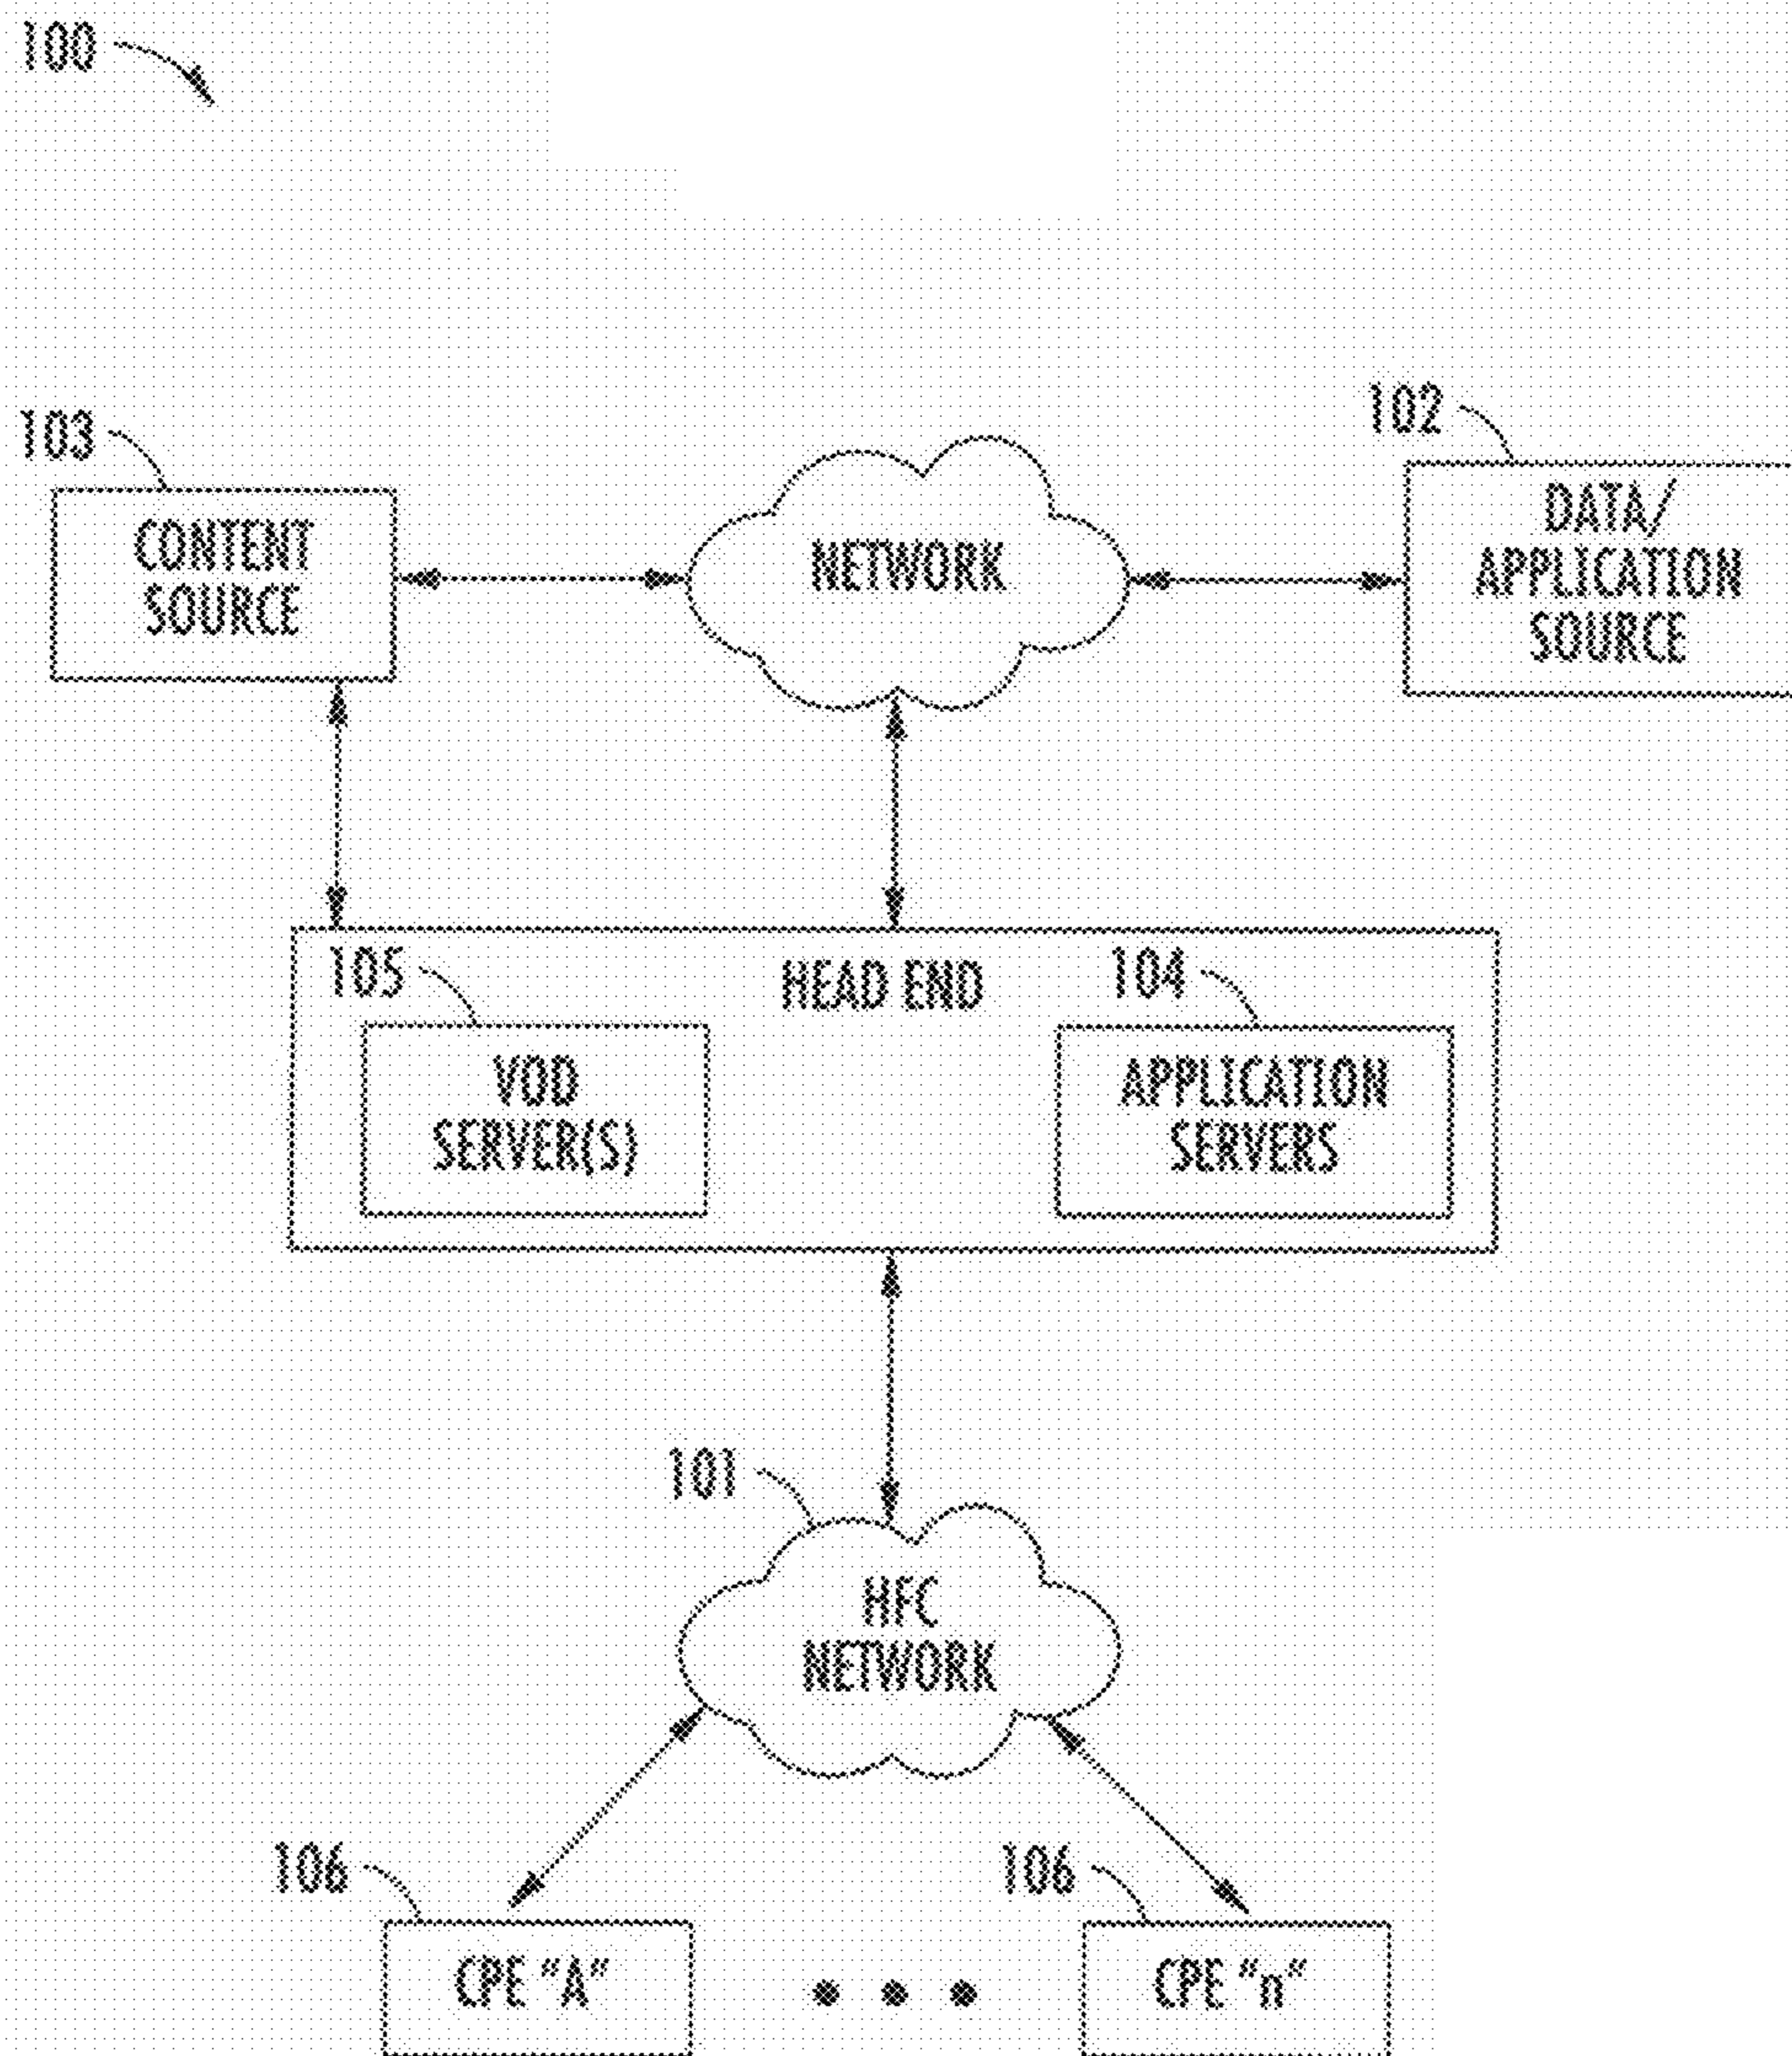 100
103
102
CONTENT
SOURCE
NETWORK
DATA/
APPLICATION
SOURCE
105
HEAD END
104
VOD
SERVER(S)
APPLICATION
SERVERS
101
HFC
NETWORK
106
106
CPE "A"
CPE "n"